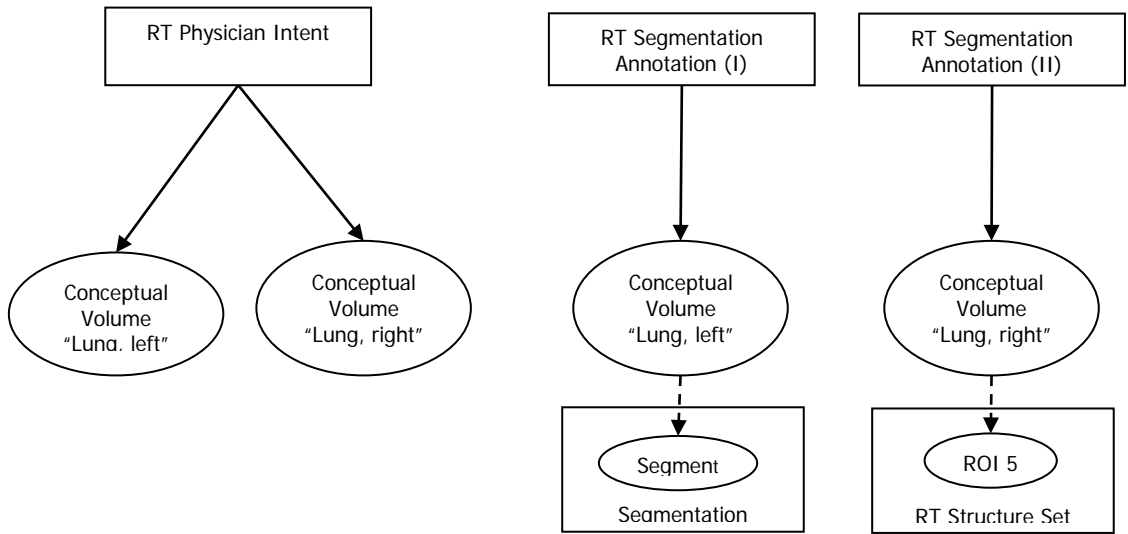 RT Physician Intent
RT Segmentation
Annotation (I)
RT Segmentation
Annotation (II)
Conceptual
Volume
“Lung, left”
Conceptual
Volume
“Lung, right”
Conceptual
Volume
“Lung, left”
Conceptual
Volume
“Lung, right”
Segment
Segmentation
ROI 5
RT Structure Set